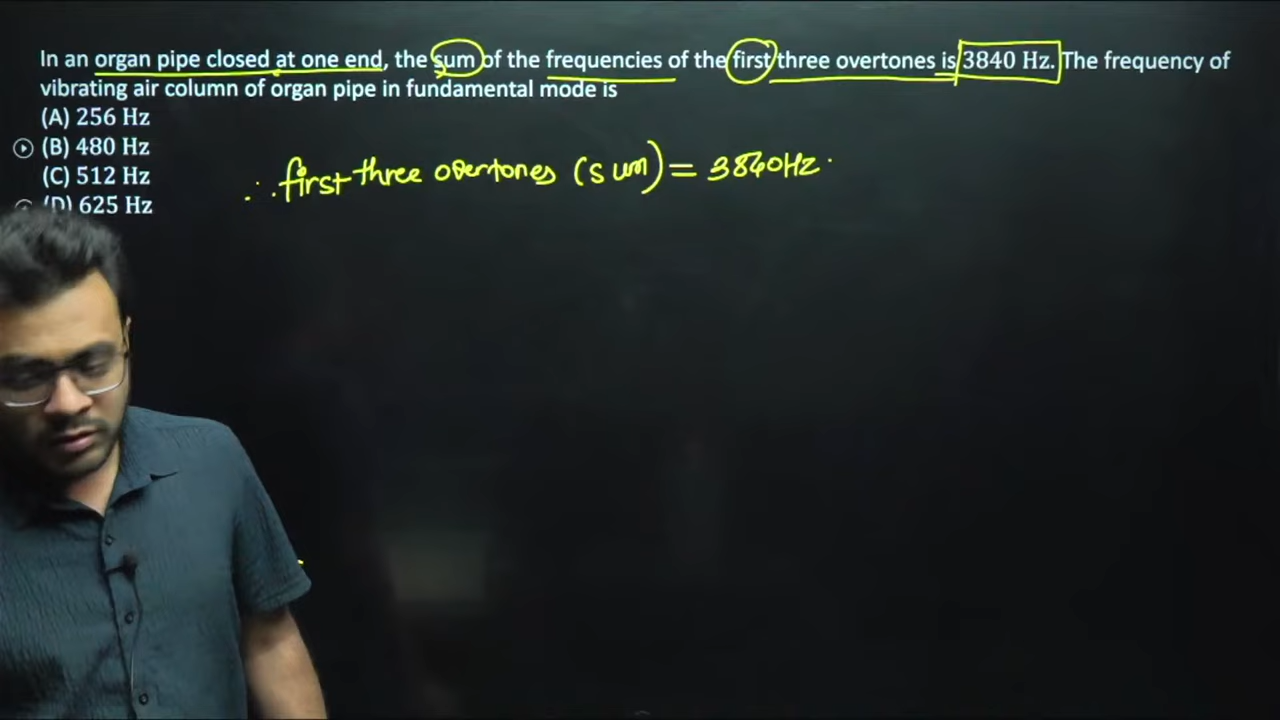 In an organ pipe closed at one end, the sum of the frequencies of the first three overtones is 3840 Hz. The frequency of
vibrating air column of organ pipe in fundamental mode is
(A) 256 Hz
(B) 480 Hz
(C) 512 Hz
(D) 625 Hz
∴ first three overtones (sum) = 3840Hz.